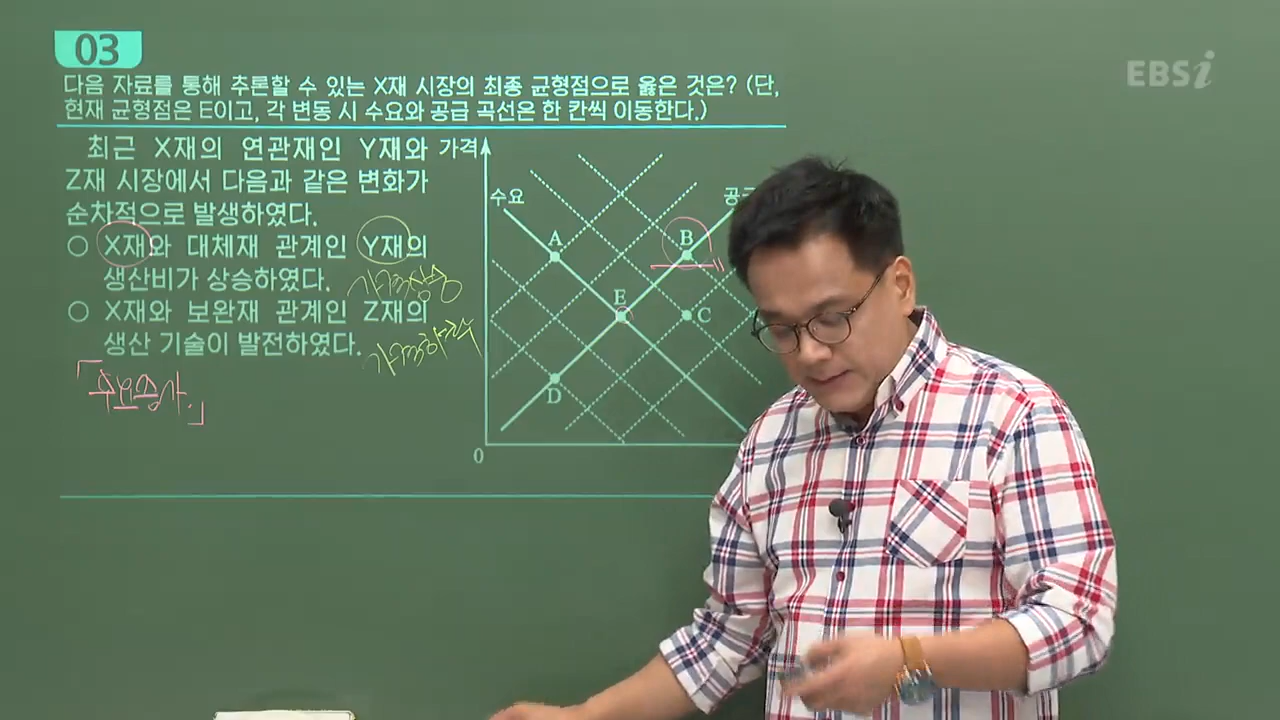 03
EBSi
다음 자료를 통해 추론할 수 있는 X재 시장의 최종 균형점으로 옳은 것은? (단,
현재 균형점은 E이고, 각 변동 시 수요와 공급 곡선은 한 칸씩 이동한다.)
최근 X재의 연관재인 Y재와
Z재 시장에서 다음과 같은 변화가
순차적으로 발생하였다.
○ X재와 대체재 관계인 Y재의
생산비가 상승하였다. 가격상승
○ X재와 보완재 관계인 Z재의
생산 기술이 발전하였다. 가격하락
「수요증가.」
가격
수요
A
B
E
C
D
0